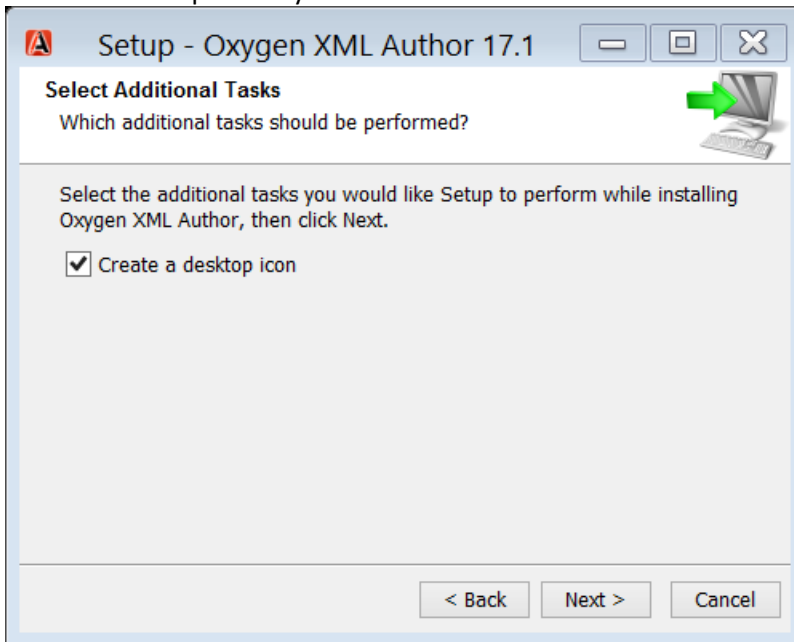 Setup - Oxygen XML Author 17.1
Select Additional Tasks
Which additional tasks should be performed?
Select the additional tasks you would like Setup to perform while installing
Oxygen XML Author, then click Next.
Create a desktop icon
< Back Next > Cancel